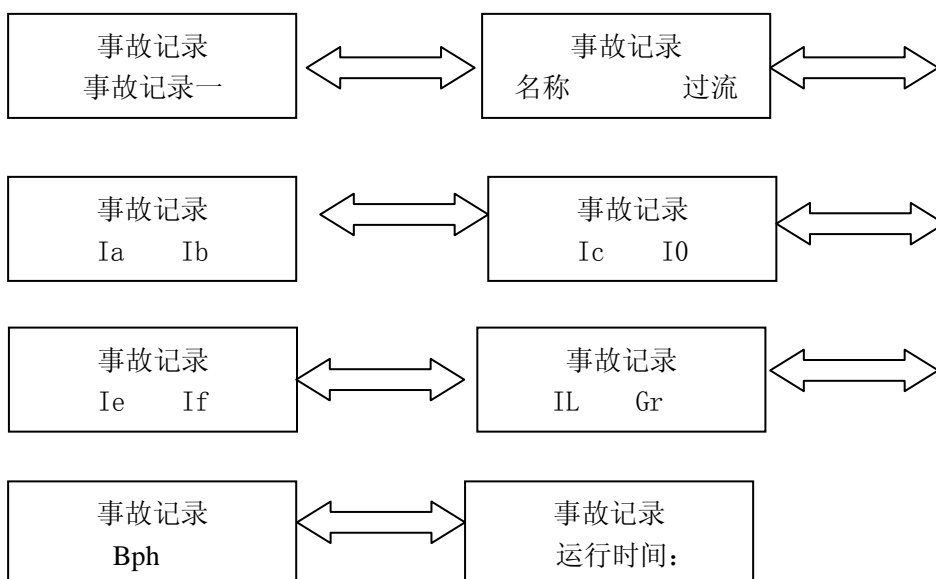 事故记录
事故记录一
事故记录
名称 过流
事故记录
Ia Ib
事故记录
Ic I0
事故记录
Ie If
事故记录
IL Gr
事故记录
Bph
事故记录
运行时间：